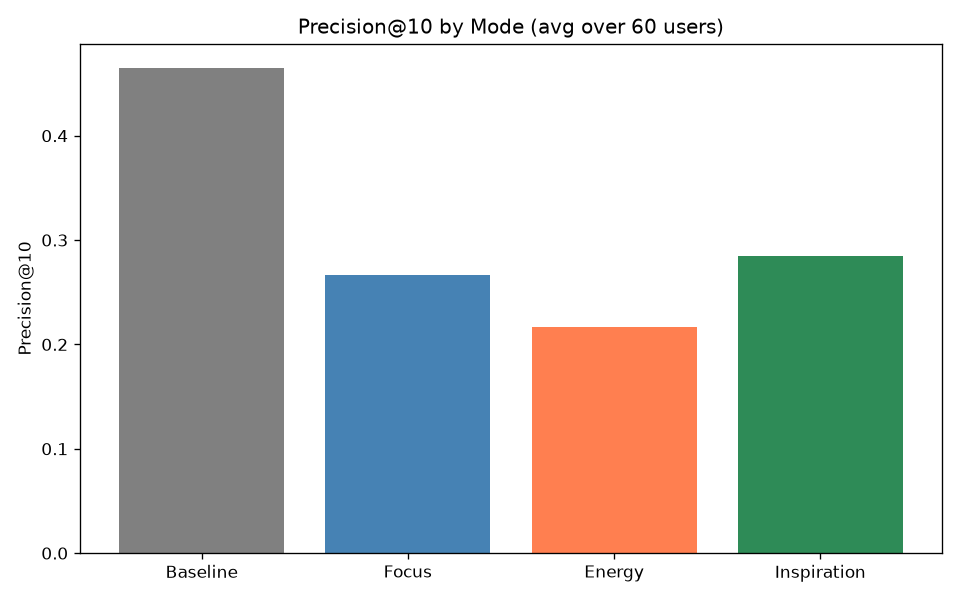 Precision@10 by Mode (avg over 60 users)
Precision@10
0.4
0.3
0.2
0.1
0.0
Baseline
Focus
Energy
Inspiration